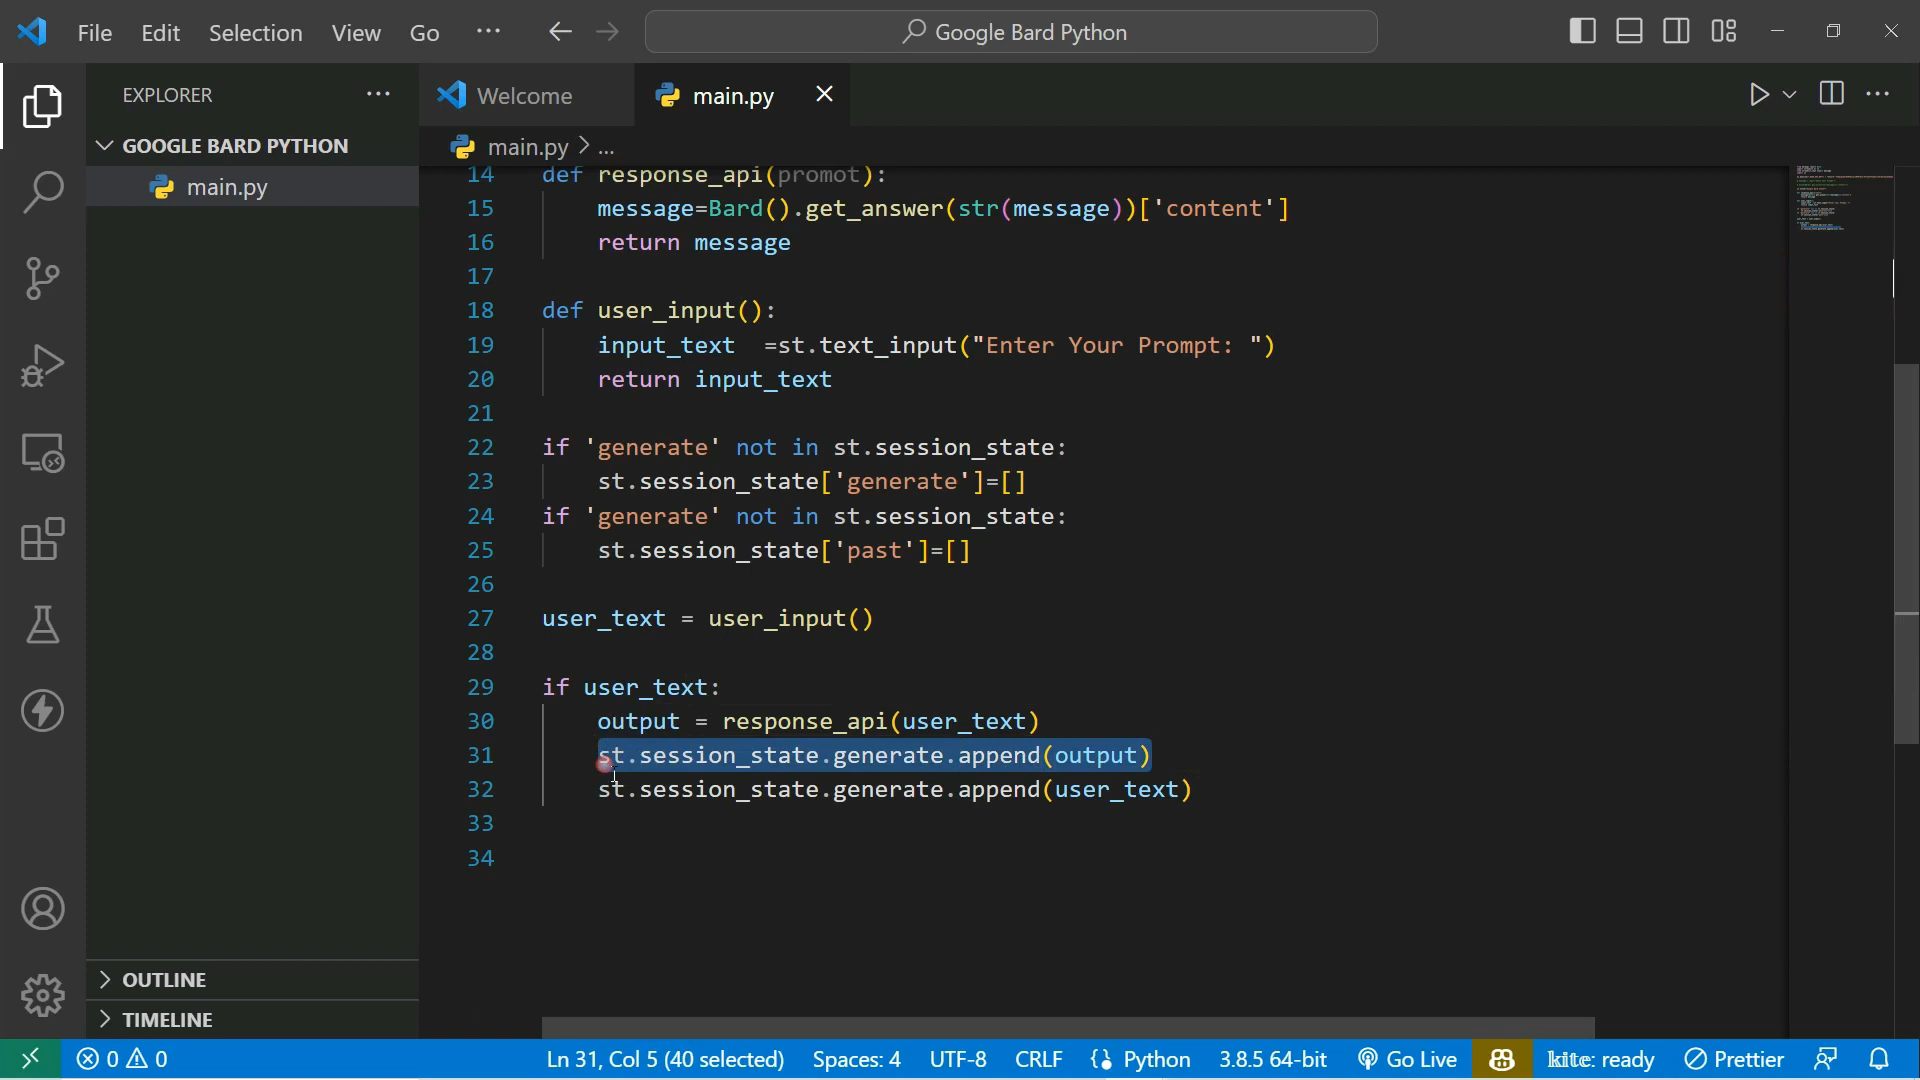 File Edit Selection View Go ··· Google Bard Python
EXPLORER ···
GOOGLE BARD PYTHON
main.py
OUTLINE
TIMELINE
Welcome main.py
main.py > ...
14 def response_api(promot):
15 message=Bard().get_answer(str(message))['content']
16 return message
17
18 def user_input():
19 input_text =st.text_input("Enter Your Prompt: ")
20 return input_text
21
22 if 'generate' not in st.session_state:
23 st.session_state['generate']=[]
24 if 'generate' not in st.session_state:
25 st.session_state['past']=[]
26
27 user_text = user_input()
28
29 if user_text:
30 output = response_api(user_text)
31 st.session_state.generate.append(output)
32 st.session_state.generate.append(user_text)
33
34
0 0 Ln 31, Col 5 (40 selected) Spaces: 4 UTF-8 CRLF {} Python 3.8.5 64-bit Go Live kite: ready Prettier